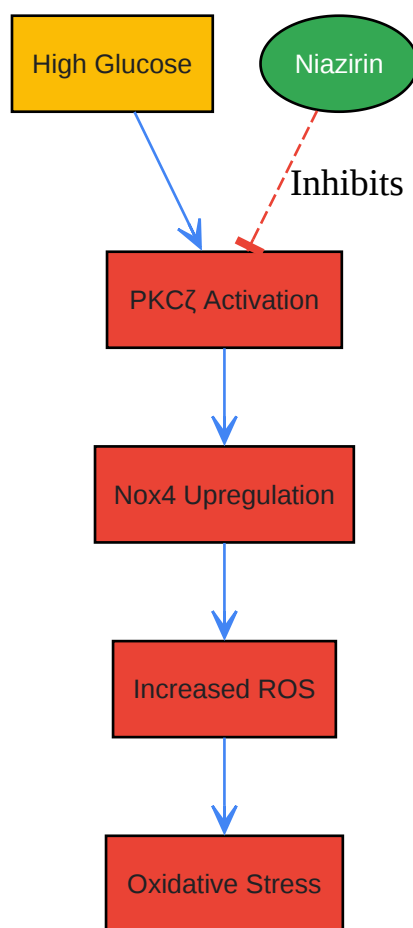 High Glucose
Niazirin
Inhibits
PKCζ Activation
Nox4 Upregulation
Increased ROS
Oxidative Stress